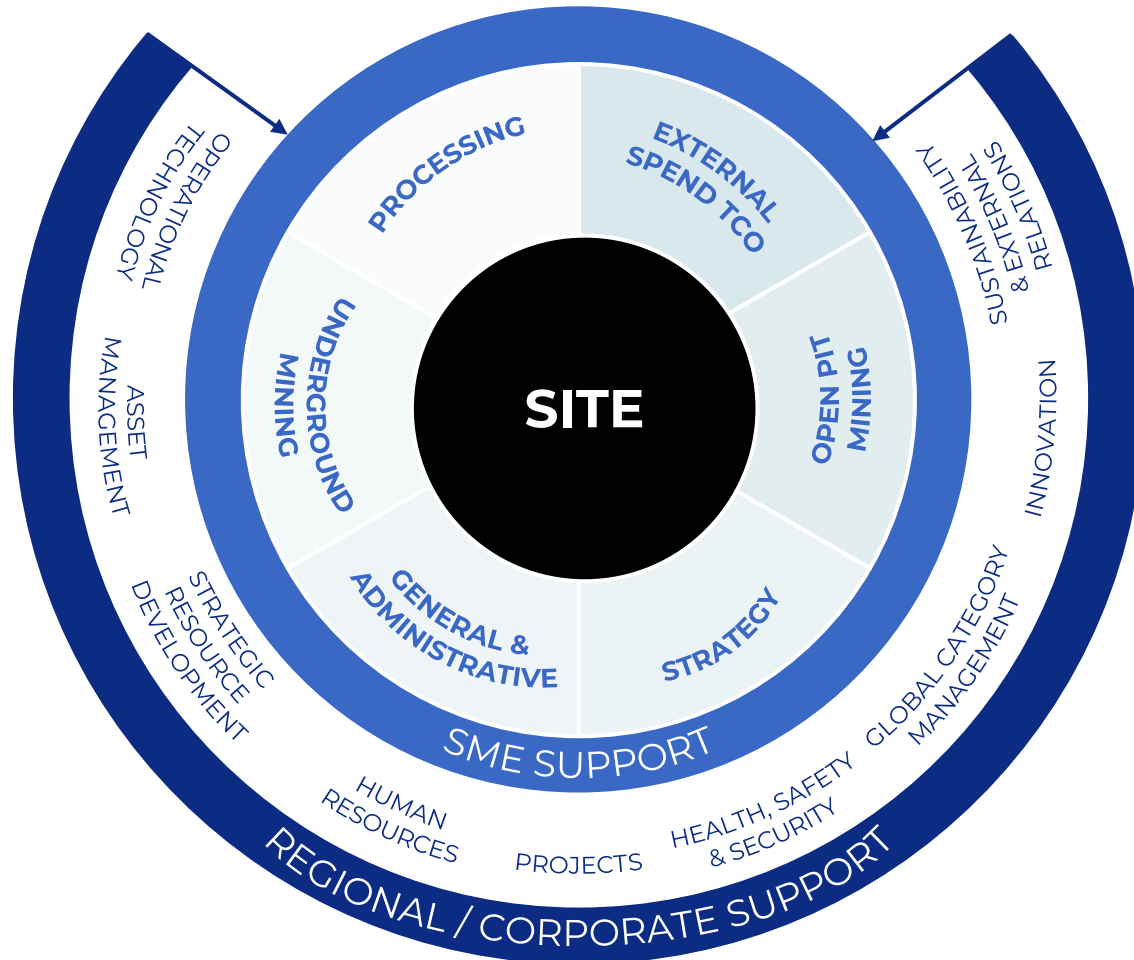 PROCESSING
EXTERNAL
SPEND TCO
OPEN PIT
MINING
STRATEGY
GENERAL &
ADMINISTRATIVE
UNDERGROUND
MINING
SITE
SME SUPPORT
OPERATIONAL
TECHNOLOGY
ASSET
MANAGEMENT
STRATEGIC
RESOURCE
DEVELOPMENT
HUMAN
RESOURCES
PROJECTS
HEALTH, SAFETY
& SECURITY
GLOBAL CATEGORY
MANAGEMENT
INNOVATION
SUSTAINABILITY
& EXTERNAL
RELATIONS
REGIONAL / CORPORATE SUPPORT